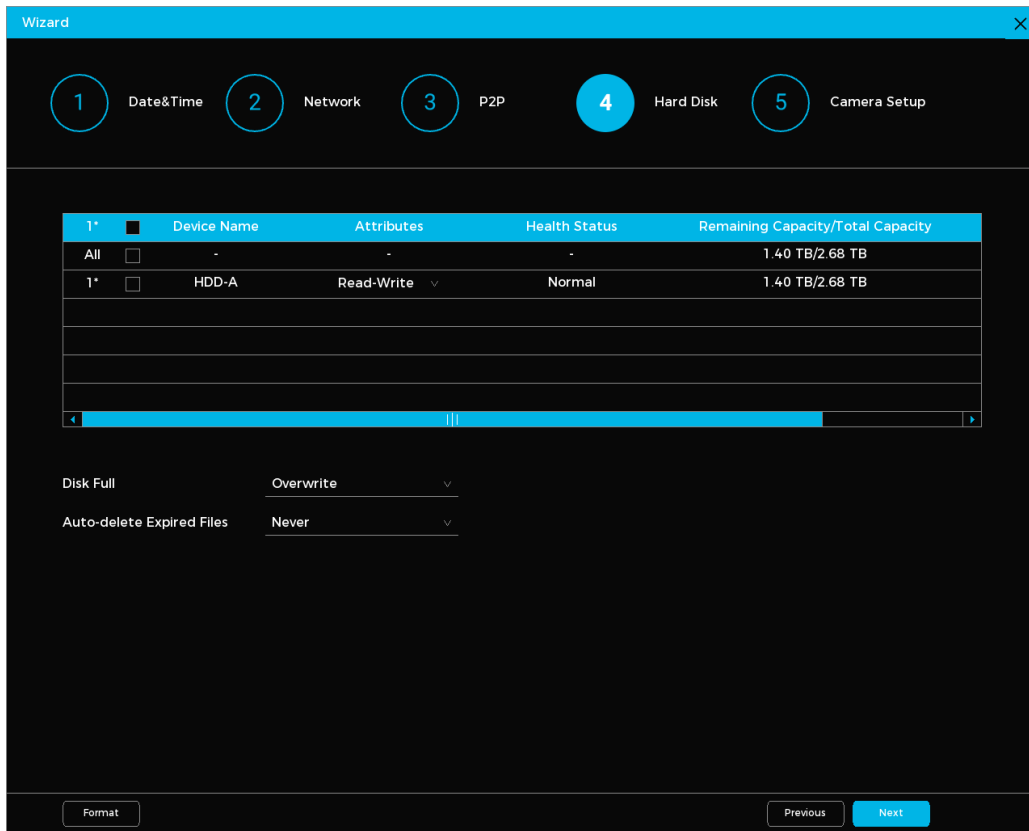 Wizard
1 Date&Time 2 Network 3 P2P 4 Hard Disk 5 Camera Setup
1* Device Name Attributes Health Status Remaining Capacity/Total Capacity
All - - - 1.40 TB/2.68 TB
1* HDD-A Read-Write Normal 1.40 TB/2.68 TB
Disk Full Overwrite
Auto-delete Expired Files Never
Format Previous Next